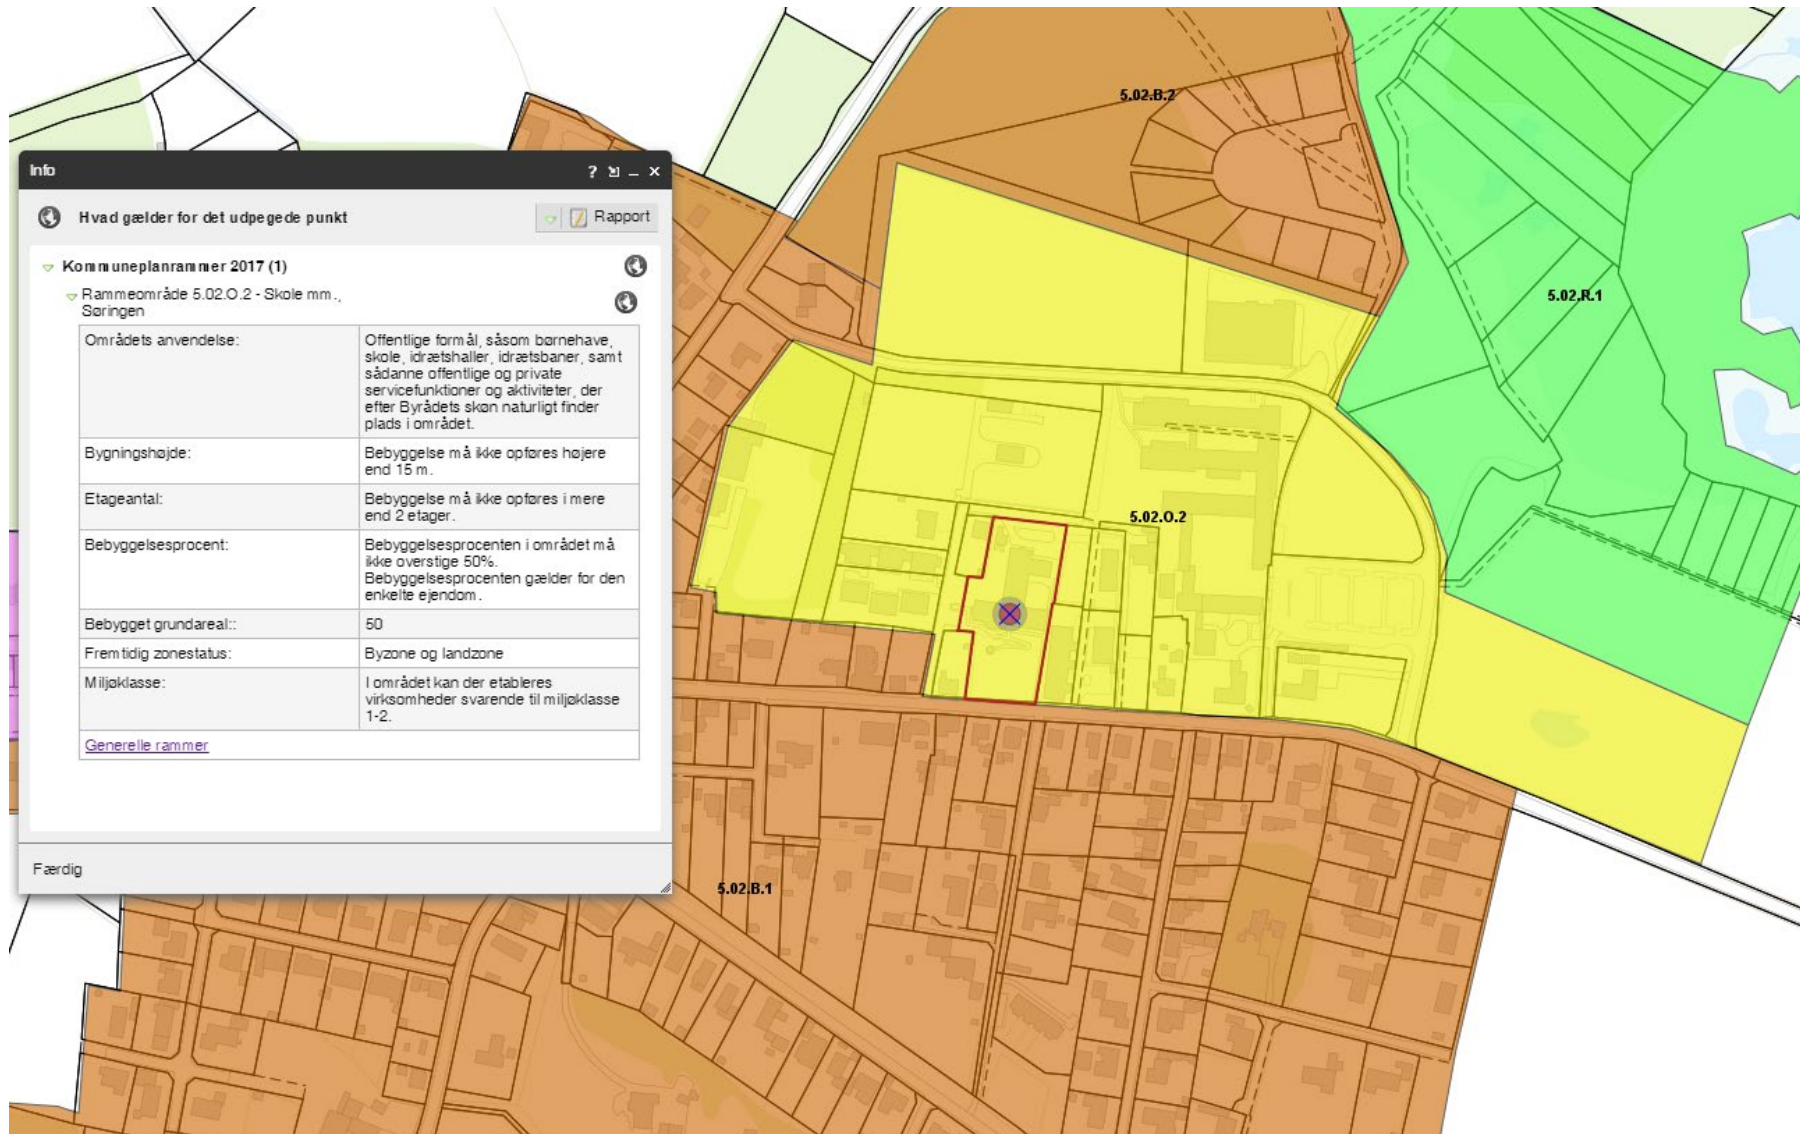 Info
?
Hvad gælder for det udpegede punkt
Rapport
Kommuneplanrammer 2017 (1)
Rammeområde 5.02.O.2 - Skole mm.,
Søringen
Områdets anvendelse:
Offentlige formål, såsom børnehave,
skole, idrætshaller, idrætsbaner, samt
sådanne offentlige og private
servicefunktioner og aktiviteter, der
efter Byrådets skøn naturligt finder
plads i området.
Bygningshøjde:
Bebyggelse må ikke opføres højere
end 15 m.
Etageantal:
Bebyggelse må ikke opføres i mere
end 2 etager.
Bebyggelsesprocent:
Bebyggelsesprocenten i området må
ikke overstige 50%.
Bebyggelsesprocenten gælder for den
enkelte ejendom.
Bebygget grundareal::
50
Fremtidig zonestatus:
Byzone og landzone
Miljøklasse:
I området kan der etableres
virksomheder svarende til miljøklasse
1-2.
Generelle rammer
Færdig
5.02.B.2
5.02.R.1
5.02.O.2
5.02.B.1